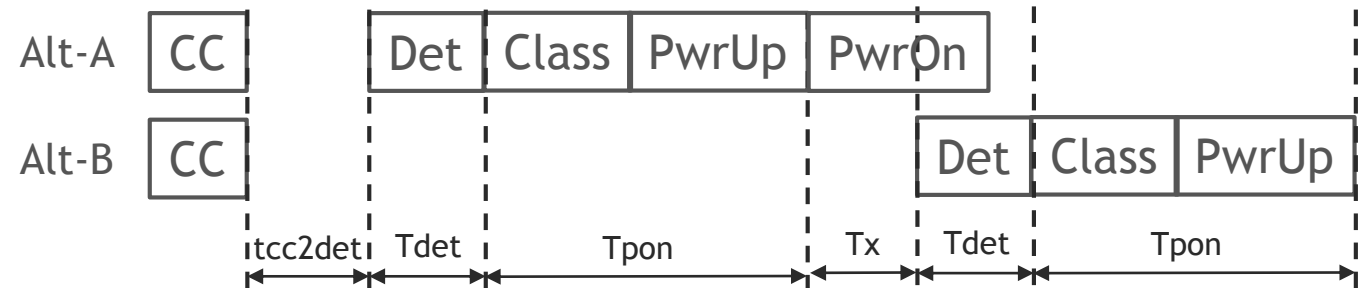 Alt-A CC Det Class PwrUp PwrOn
Alt-B CC Det Class PwrUp
tcc2det Tdet Tpon Tx Tdet Tpon